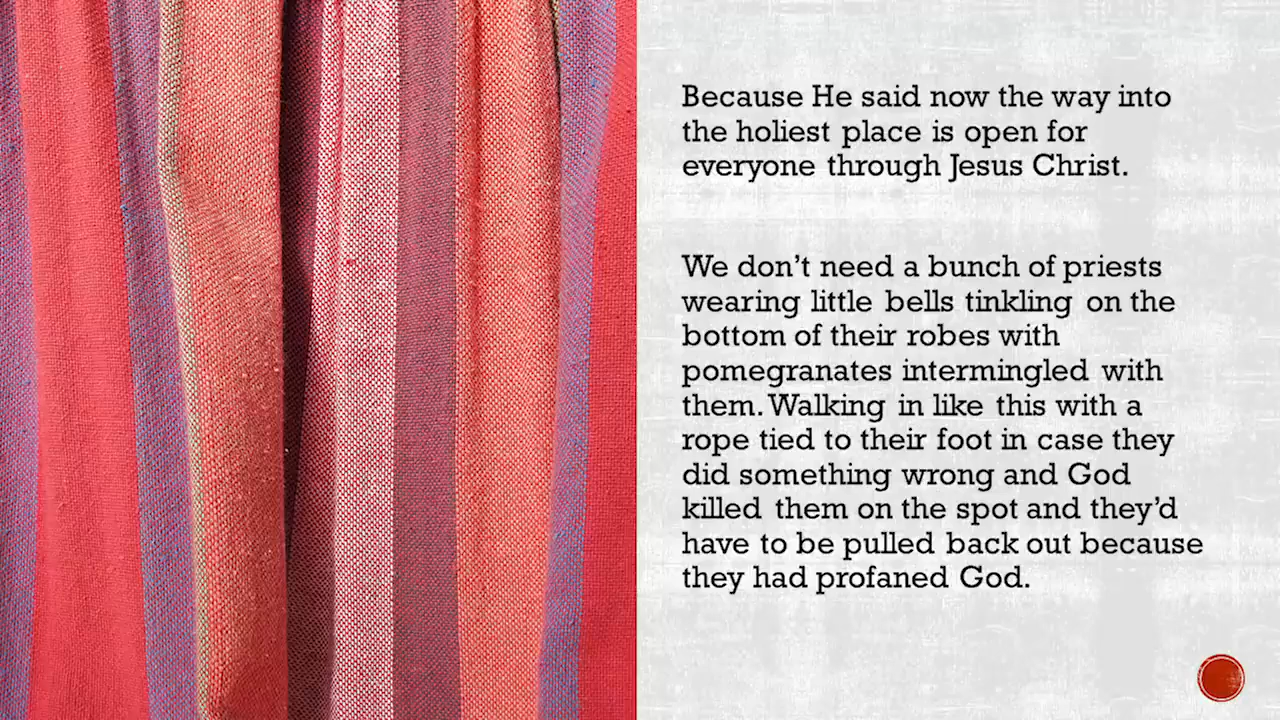 Because He said now the way into
the holiest place is open for
everyone through Jesus Christ.
We don’t need a bunch of priests
wearing little bells tinkling on the
bottom of their robes with
pomegranates intermingled with
them. Walking in like this with a
rope tied to their foot in case they
did something wrong and God
killed them on the spot and they’d
have to be pulled back out because
they had profaned God.